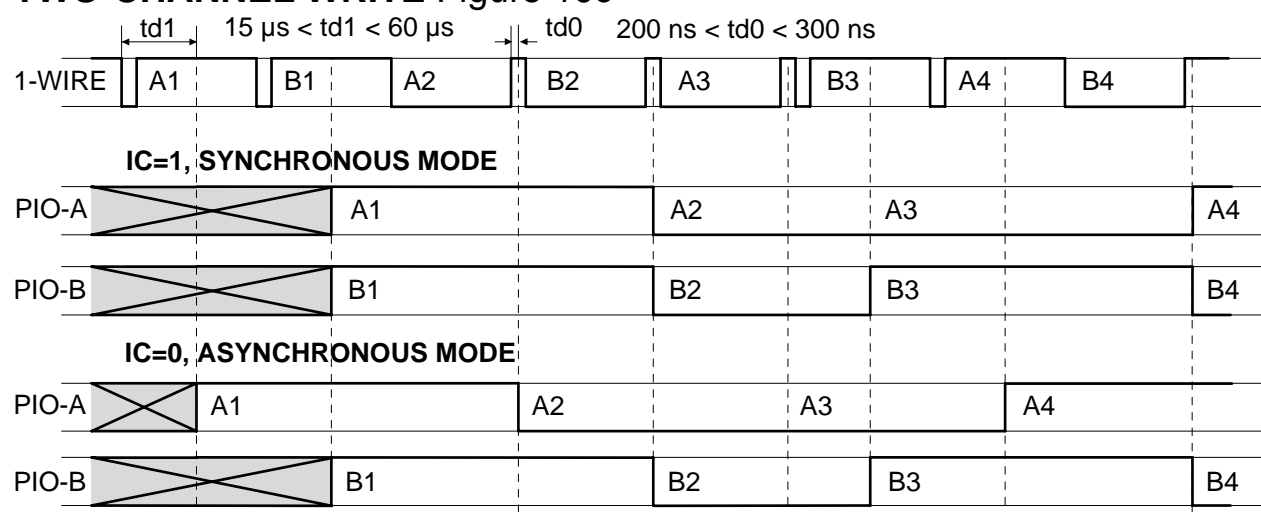 td1 15 µs < td1 < 60 µs td0 200 ns < td0 < 300 ns
1-WIRE A1 B1 A2 B2 A3 B3 A4 B4
IC=1, SYNCHRONOUS MODE
PIO-A A1 A2 A3 A4
PIO-B B1 B2 B3 B4
IC=0, ASYNCHRONOUS MODE
PIO-A A1 A2 A3 A4
PIO-B B1 B2 B3 B4